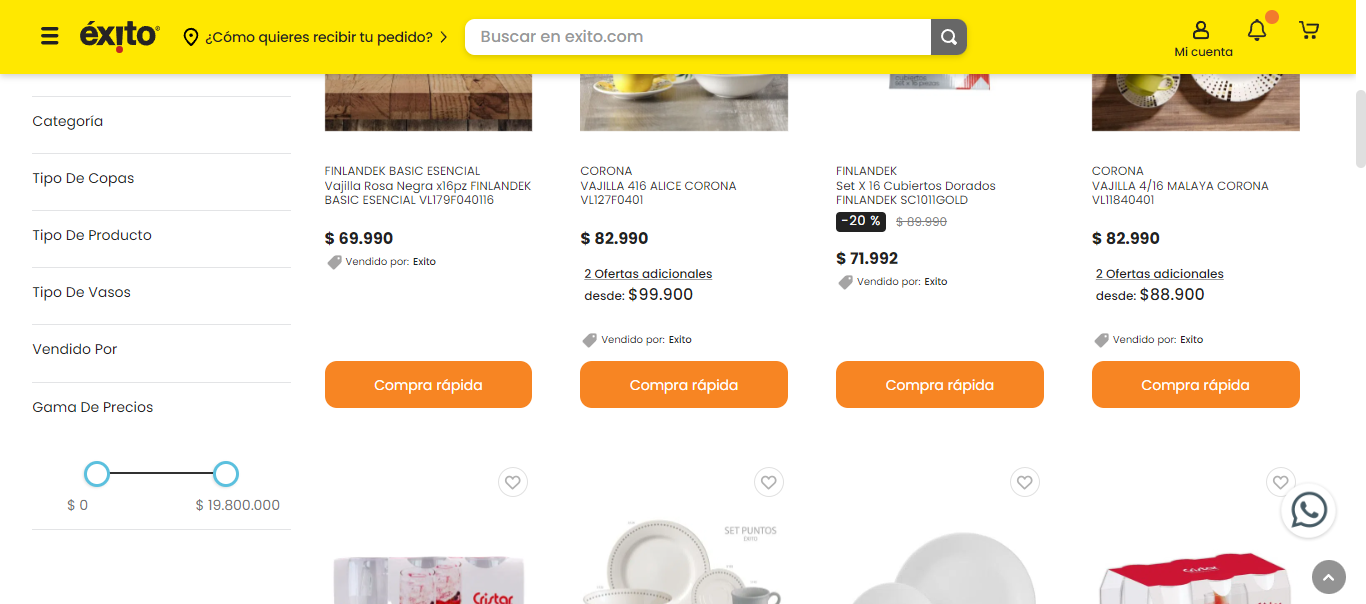 éxito
¿Cómo quieres recibir tu pedido?
Buscar en exito.com
Mi cuenta
Categoría
Tipo De Copas
Tipo De Producto
Tipo De Vasos
Vendido Por
Gama De Precios
$ 0
$ 19.800.000
FINLANDEK BASIC ESENCIAL
Vajilla Rosa Negra x16pz FINLANDEK
BASIC ESENCIAL VL179F040116
$ 69.990
Vendido por: Exito
Compra rápida
CORONA
VAJILLA 416 ALICE CORONA
VL127F0401
$ 82.990
2 Ofertas adicionales
desde: $99.900
Vendido por: Exito
Compra rápida
cubiertos
FINLANDEK
Set X 16 Cubiertos Dorados
FINLANDEK SC1011GOLD
-20 %
$ 89.990
$ 71.992
Vendido por: Exito
Compra rápida
CORONA
VAJILLA 4/16 MALAYA CORONA
VL11840401
$ 82.990
2 Ofertas adicionales
desde: $88.900
Vendido por: Exito
Compra rápida
Cristar
SET PUNTOS
Cristar